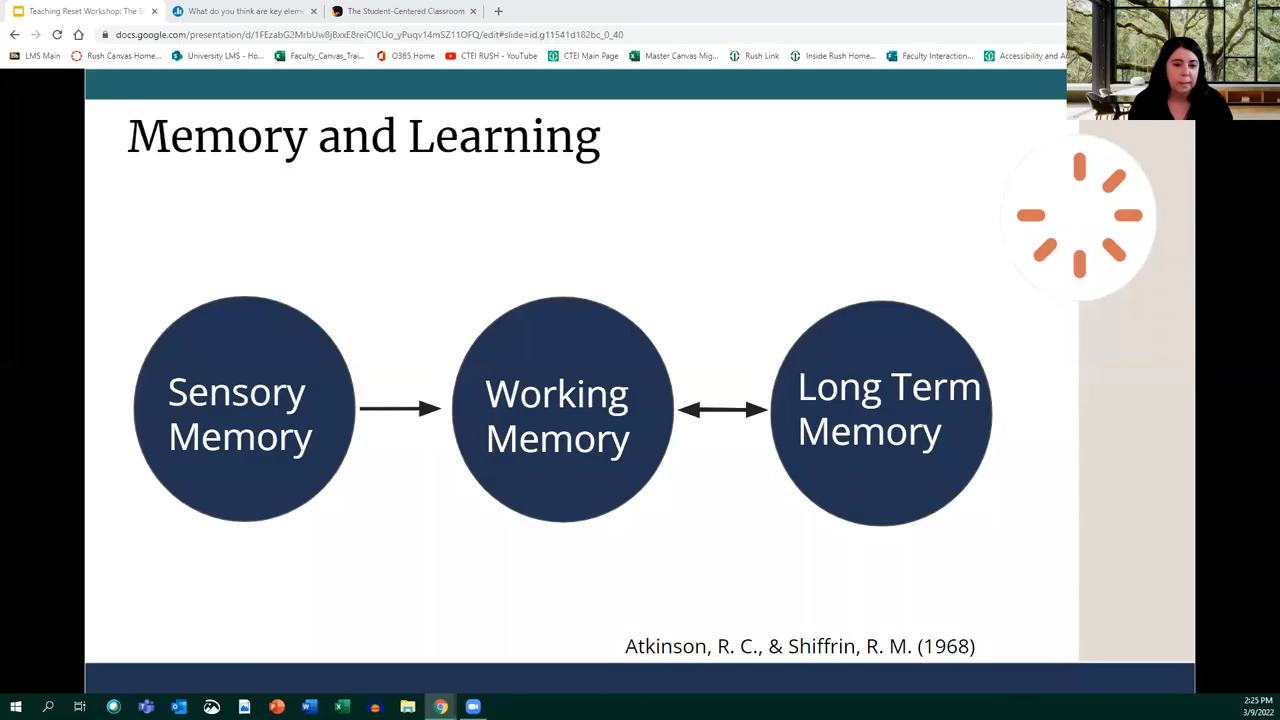 Teaching Reset Workshop: The S
What do you think are key elem
The Student-Centered Classroom
docs.google.com/presentation/d/1FEzabG2MrbUw8jBxxE8reiOICUo_yPuqv14mSZ11OFQ/edit#slide=id.g11541d182bc_0_40
LMS Main
Rush Canvas Home...
University LMS - Ho...
Faculty_Canvas_Trai...
O365 Home
CTEI RUSH - YouTube
CTEI Main Page
Master Canvas Mig...
Rush Link
Inside Rush Home...
Faculty Interaction...
Accessibility and
Memory and Learning
Sensory
Memory
Working
Memory
Long Term
Memory
Atkinson, R. C., & Shiffrin, R. M. (1968)
2:25 PM
3/9/2022